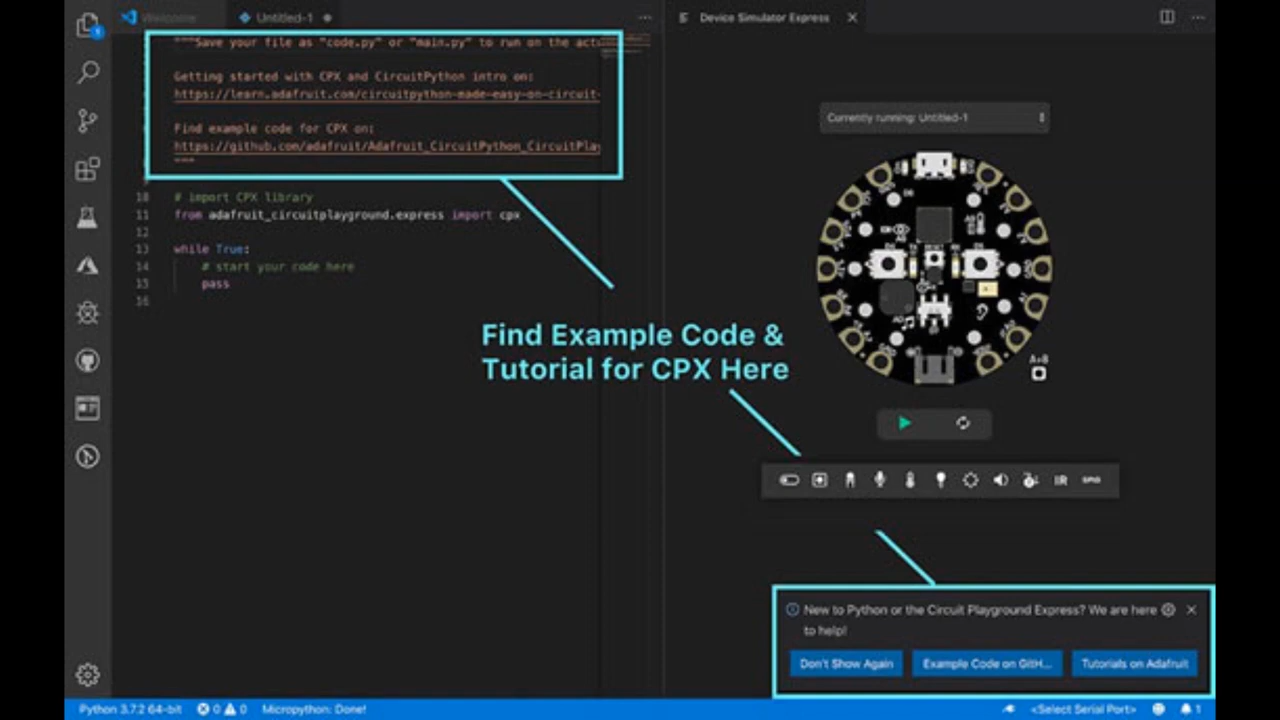 Welcome
Untitled-1
Device Simulator Express
"""Save your file as "code.py" or "main.py" to run on the
Getting started with CPX and CircuitPython intro on:
https://learn.adafruit.com/circuitpython-made-easy-on-circuit-
Find example code for CPX on:
https://github.com/adafruit/Adafruit_CircuitPython_CircuitPla
"""
10 # import CPX library
11 from adafruit_circuitplayground.express import cpx
12
13 while True:
14 # start your code here
15 pass
16
Currently running: Untitled-1
A+B
Find Example Code &
Tutorial for CPX Here
IR
GPIO
New to Python or the Circuit Playground Express? We are here
to help!
Don't Show Again
Example Code on GitH...
Tutorials on Adafruit
Python 3.7.2 64-bit
0
0
Micropython: Done!
<Select Serial Port>
1